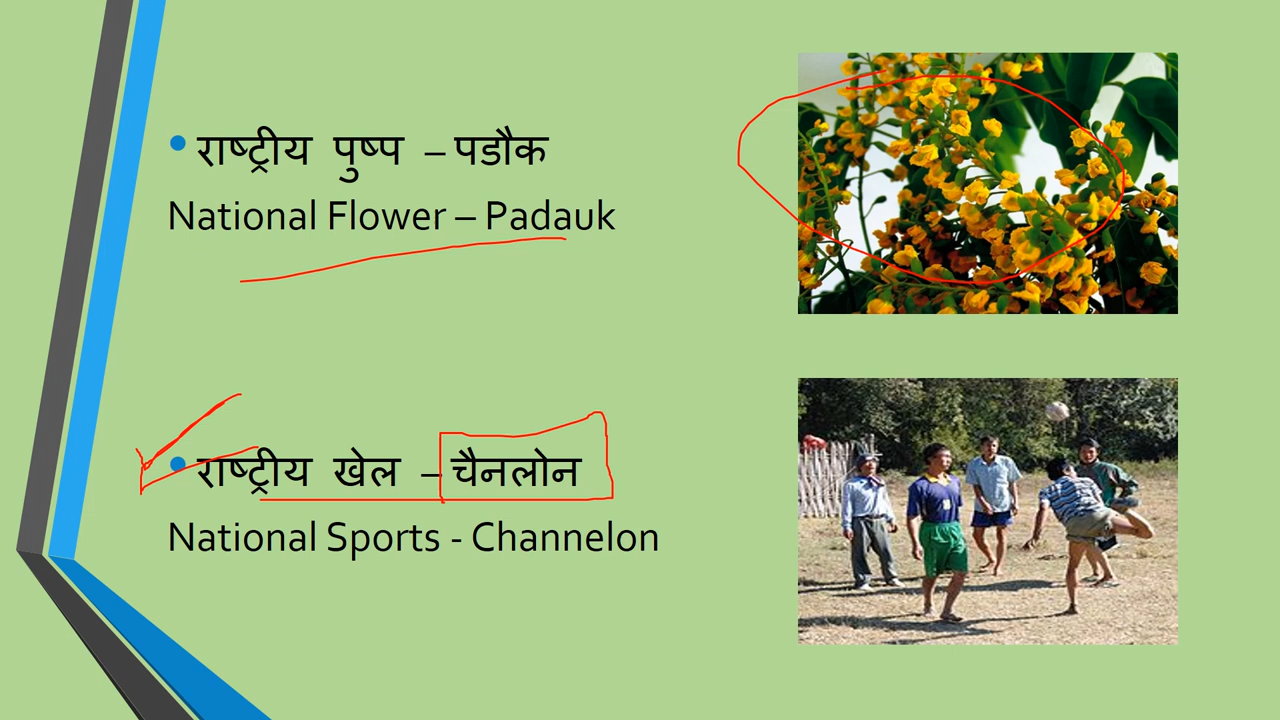 राष्ट्रीय पुष्प – पडौक
National Flower – Padauk
राष्ट्रीय खेल – चैनलोन
National Sports - Channelon